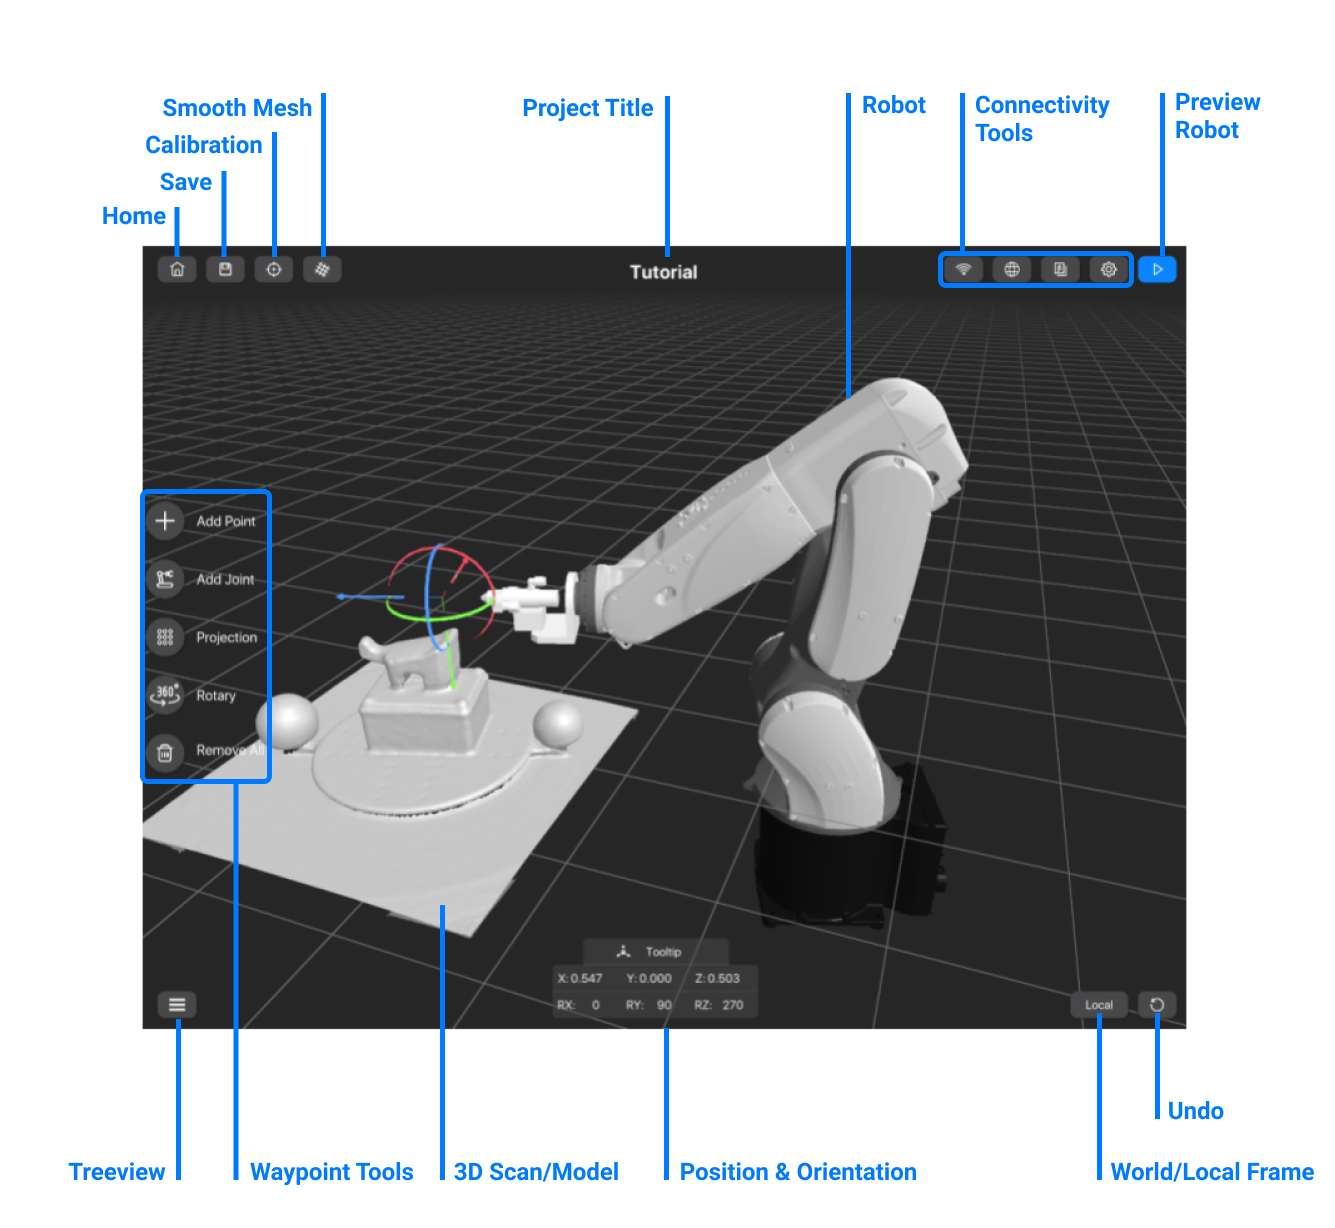 Smooth Mesh
Calibration
Save
Home
Project Title
Robot
Connectivity
Tools
Preview
Robot
Tutorial
Add Point
Add Joint
Projection
360°
Rotary
Remove All
Tooltip
X: 0.547 Y: 0.000 Z: 0.503
RX: 0 RY: 90 RZ: 270
Local
Undo
Treeview
Waypoint Tools
3D Scan/Model
Position & Orientation
World/Local Frame